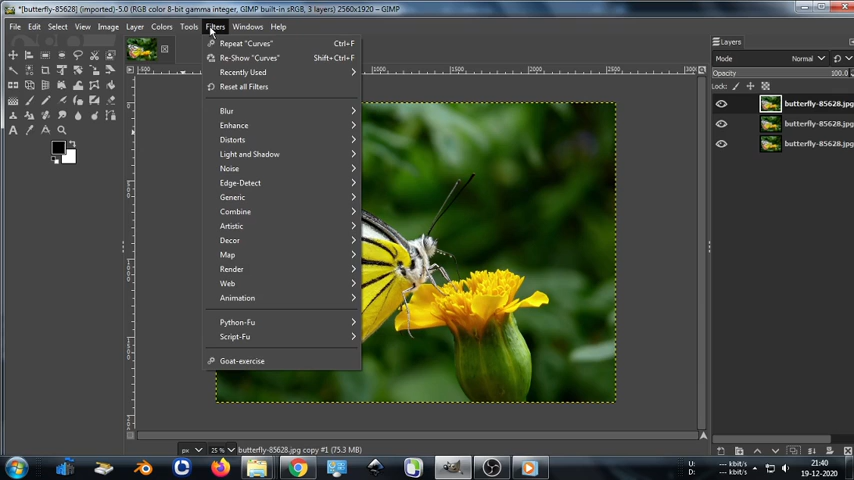 *[butterfly-85628] (imported)-5.0 (RGB color 8-bit gamma integer, GIMP built-in sRGB, 3 layers) 2560x1920 – GIMP
File Edit Select View Image Layer Colors Tools Filters Windows Help
Repeat "Curves" Ctrl+F
Re-Show "Curves" Shift+Ctrl+F
Recently Used
Reset all Filters
Blur
Enhance
Distorts
Light and Shadow
Noise
Edge-Detect
Generic
Combine
Artistic
Decor
Map
Render
Web
Animation
Python-Fu
Script-Fu
Goat-exercise
-500 1000 1500 2000
Layers
Mode Normal
Opacity 100.0
Lock:
butterfly-85628.jpg
butterfly-85628.jpg
butterfly-85628.jpg
px 25 % butterfly-85628.jpg copy #1 (75.3 MB)
U: --- kbit/s
D: --- kbit/s
21:40
19-12-2020